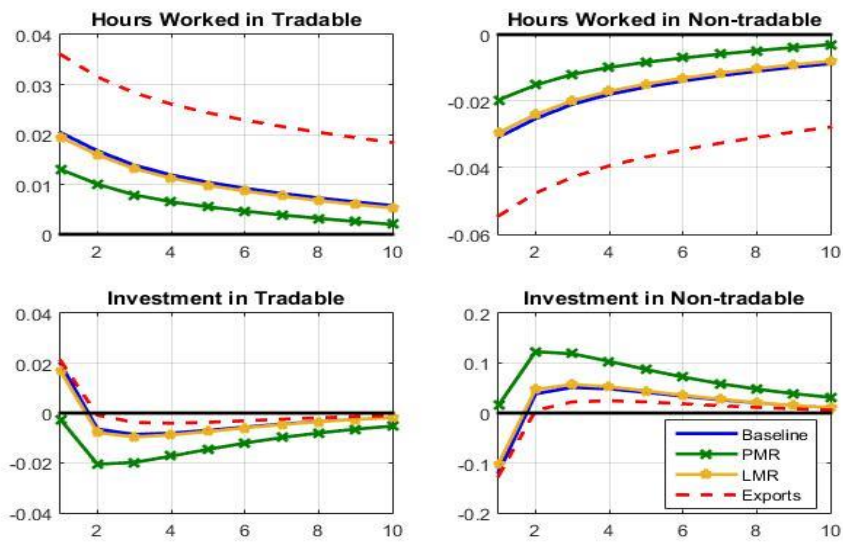 Hours Worked in Tradable
0.04
0.03
0.02
0.01
0
2 4 6 8 10
Hours Worked in Non-tradable
0
-0.02
-0.04
-0.06
2 4 6 8 10
Investment in Tradable
0.04
0.02
0
-0.02
-0.04
2 4 6 8 10
Investment in Non-tradable
0.2
0.1
0
-0.1
-0.2
2 4 6 8 10
Baseline
PMR
LMR
Exports